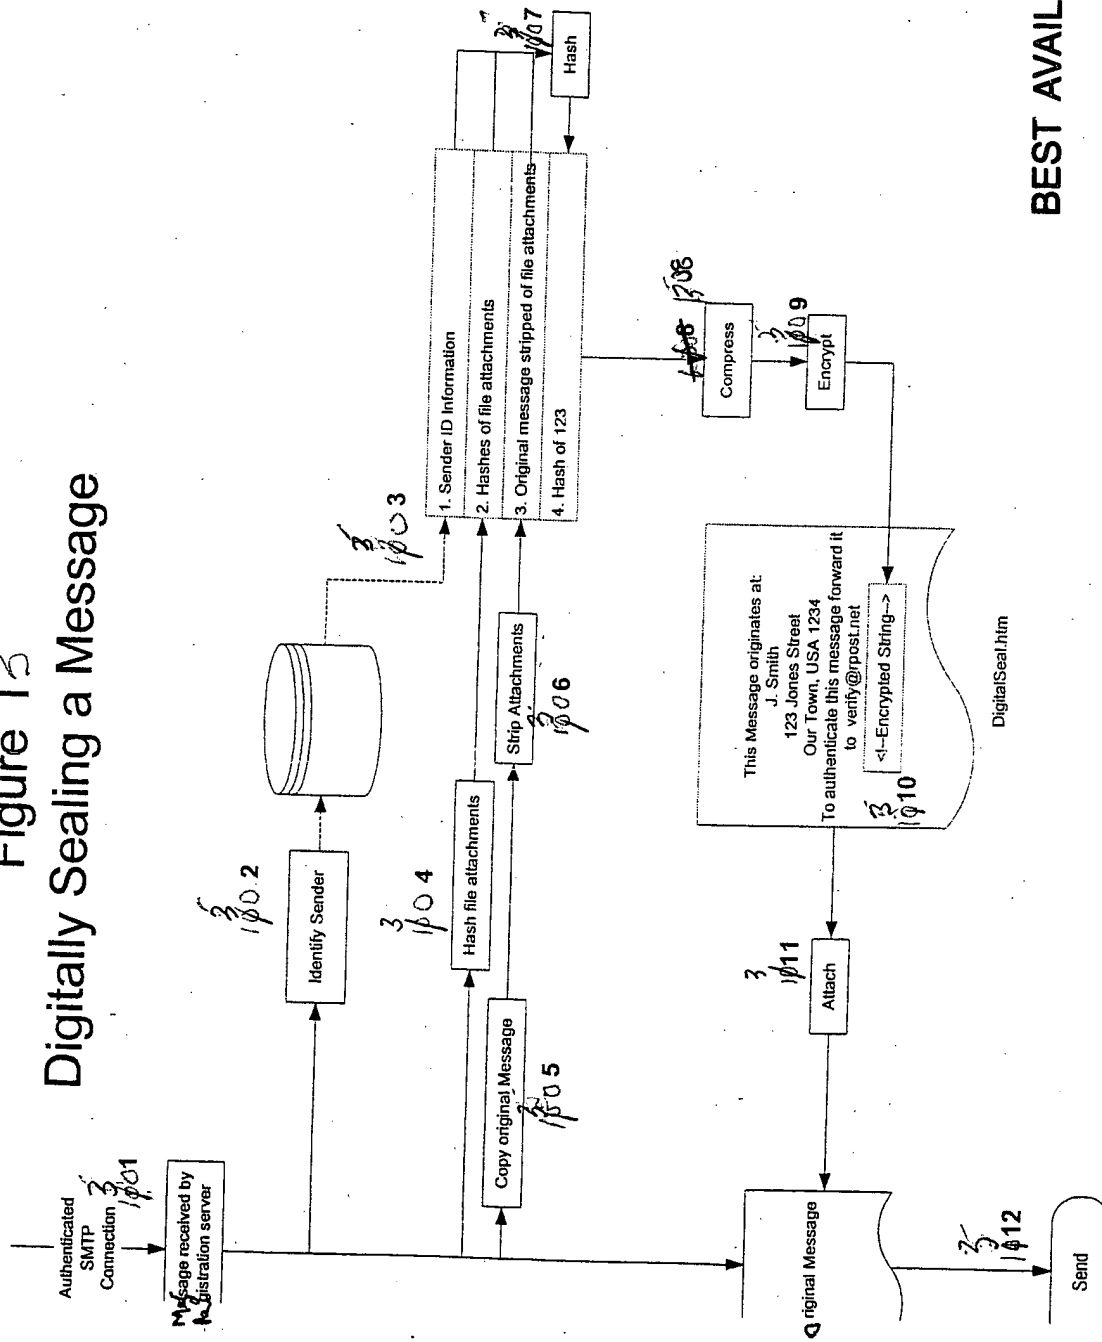 Figure 13
Digitally Sealing a Message
Authenticated
SMTP
Connection
1301
Message received by
registration server
Identify Sender
1302
1303
Hash file attachments
1304
Copy original Message
1305
Strip Attachments
1306
1. Sender ID Information
2. Hashes of file attachments
3. Original message stripped of file attachments
4. Hash of 123
Hash
1307
Compress
1308
Encrypt
1309
This Message originates at:
J. Smith
123 Jones Street
Our Town, USA 1234
To authenticate this message forward it
to verify@rpost.net
<!--Encrypted String-->
1310
DigitalSeal.htm
Attach
1311
Original Message
1312
Send
BEST AVAIL